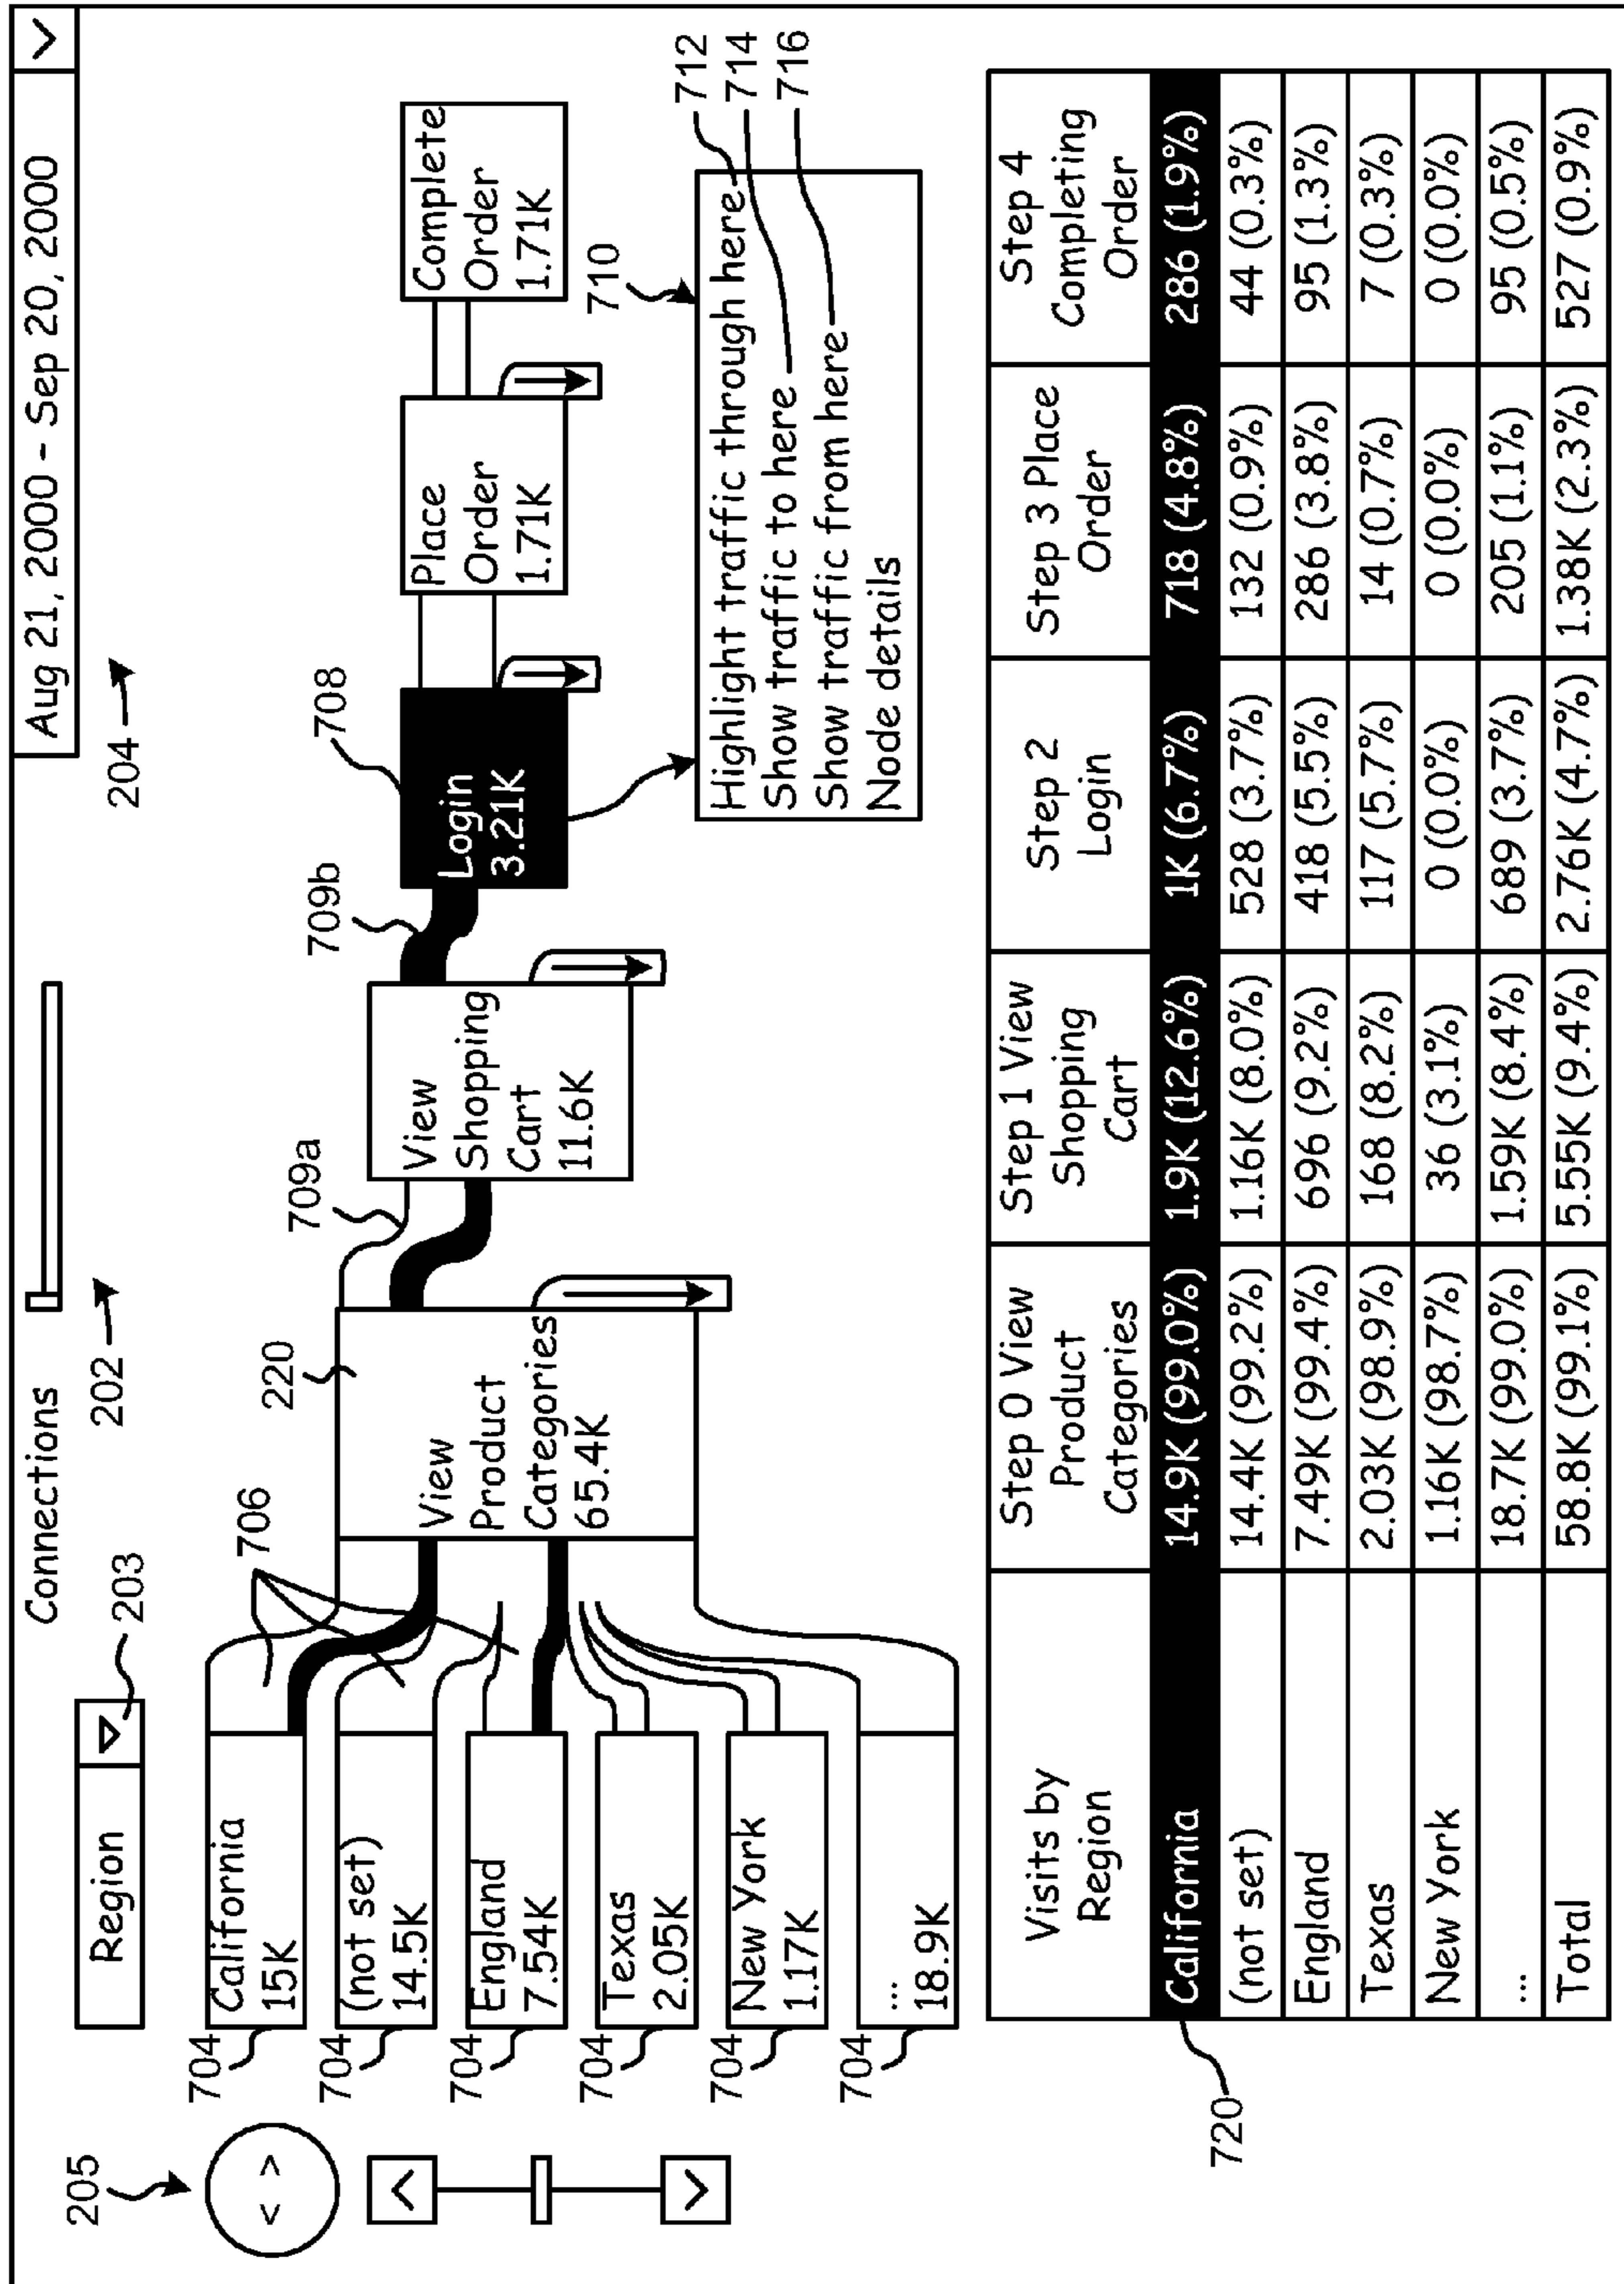 Connections
Aug 21, 2000 - Sep 20, 2000
202
204
Region
203
205
< >
704
California
15K
704
(not set)
14.5K
704
England
7.54K
704
Texas
2.05K
704
New York
1.17K
704
...
18.9K
706
220
View
Product
Categories
65.4K
709a
View
Shopping
Cart
11.6K
709b
708
Login
3.21K
Place
Order
1.71K
Complete
Order
1.71K
710
Highlight traffic through here
712
Show traffic to here
714
Show traffic from here
716
Node details
720
Visits by Region | Step 0 View Product Categories | Step 1 View Shopping Cart | Step 2 Login | Step 3 Place Order | Step 4 Completing Order
California 14.9K (99.0%) 1.9K (12.6%) 1K (6.7%) 718 (4.8%) 286 (1.9%)
(not set) 14.4K (99.2%) 1.16K (8.0%) 528 (3.7%) 132 (0.9%) 44 (0.3%)
England 7.49K (99.4%) 696 (9.2%) 418 (5.5%) 286 (3.8%) 95 (1.3%)
Texas 2.03K (98.9%) 168 (8.2%) 117 (5.7%) 14 (0.7%) 7 (0.3%)
New York 1.16K (98.7%) 36 (3.1%) 0 (0.0%) 0 (0.0%) 0 (0.0%)
... 18.7K (99.0%) 1.59K (8.4%) 689 (3.7%) 205 (1.1%) 95 (0.5%)
Total 58.8K (99.1%) 5.55K (9.4%) 2.76K (4.7%) 1.38K (2.3%) 527 (0.9%)